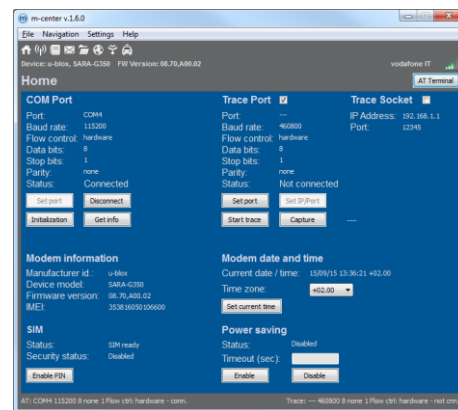 m-center v.1.6.0
File Navigation Settings Help
Device: u-blox, SARA-G350 FW Version: 08.70,A00.02 vodafone IT
Home AT Terminal
COM Port
Port: COM4
Baud rate: 115200
Flow control: hardware
Data bits: 8
Stop bits: 1
Parity: none
Status: Connected
Set port Disconnect
Initialization Get info
Trace Port
Port: ---
Baud rate: 460800
Flow control: hardware
Data bits: 8
Stop bits: 1
Parity: none
Status: Not connected
Set port Set IP/Port
Start trace Capture ---
Trace Socket
IP Address: 192.168.1.1
Port: 12345
Modem information
Manufacturer id.: u-blox
Device model: SARA-G350
Firmware version: 08.70,A00.02
IMEI: 353816050106600
Modem date and time
Current date / time: 15/09/15 13:36:21 +02.00
Time zone: +02.00
Set current time
SIM
Status: SIM ready
Security status: Disabled
Enable PIN
Power saving
Status: Disabled
Timeout (sec):
Enable Disable
AT: COM4 115200 8 none 1 Flow ctrl: hardware - conn. Trace: --- 460800 8 none 1 Flow ctrl: hardware - not cnn.